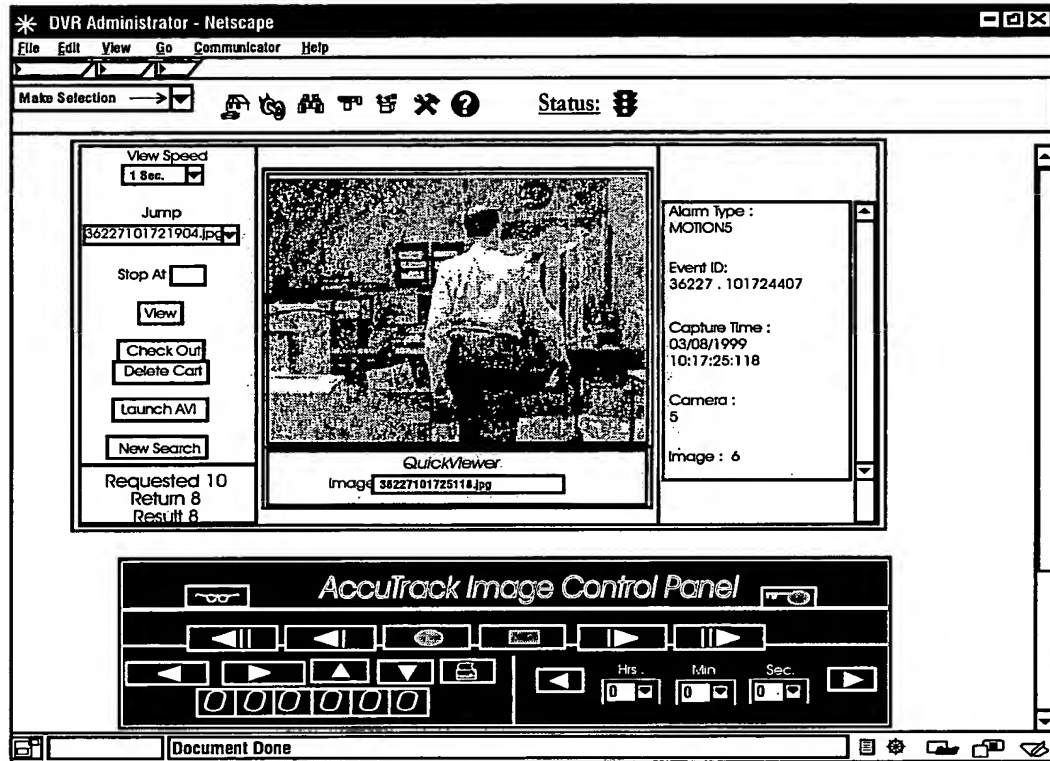 DVR Administrator - Netscape
File Edit View Go Communicator Help
Make Selection
Status:
View Speed
1 Sec.
Jump
36227101721904.jpg
Stop At
View
Check Out
Delete Cart
Launch AVI
New Search
Requested 10
Return 8
Result 8
QuickViewer
Image 36227101725118.jpg
Alarm Type :
MOTION5
Event ID:
36227 . 101724407
Capture Time :
03/08/1999
10:17:25:118
Camera :
5
Image : 6
AccuTrack Image Control Panel
Hrs. Min Sec.
0 0 0
000000
Document Done